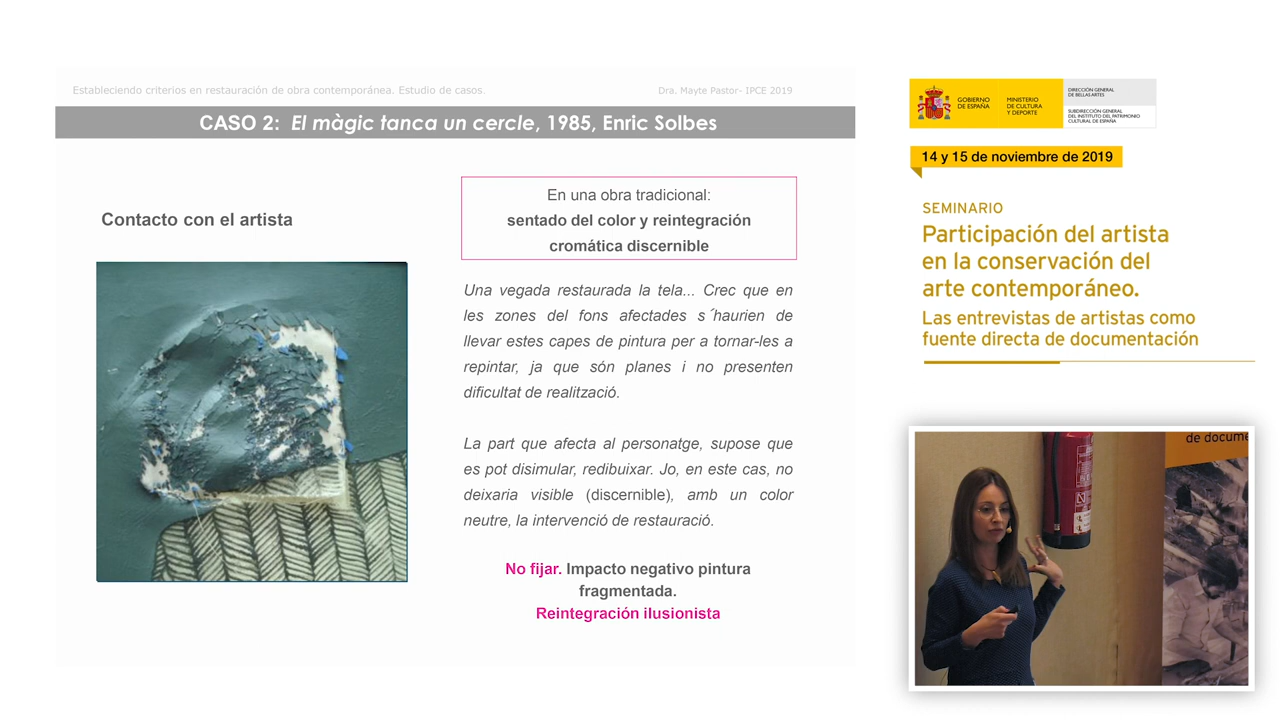 Estableciendo criterios en restauración de obra contemporánea. Estudio de casos.
Dra. Mayte Pastor- IPCE 2019
CASO 2: El màgic tanca un cercle, 1985, Enric Solbes
Contacto con el artista
En una obra tradicional:
sentado del color y reintegración
cromática discernible
Una vegada restaurada la tela... Crec que en
les zones del fons afectades s´haurien de
llevar estes capes de pintura per a tornar-les a
repintar, ja que són planes i no presenten
dificultat de realització.
La part que afecta al personatge, supose que
es pot disimular, redibuixar. Jo, en este cas, no
deixaria visible (discernible), amb un color
neutre, la intervenció de restauració.
No fijar. Impacto negativo pintura
fragmentada.
Reintegración ilusionista
GOBIERNO
DE ESPAÑA
MINISTERIO
DE CULTURA
Y DEPORTE
DIRECCIÓN GENERAL
DE BELLAS ARTES
SUBDIRECCIÓN GENERAL
DEL INSTITUTO DEL PATRIMONIO
CULTURAL DE ESPAÑA
14 y 15 de noviembre de 2019
SEMINARIO
Participación del artista
en la conservación del
arte contemporáneo.
Las entrevistas de artistas como
fuente directa de documentación
de docume